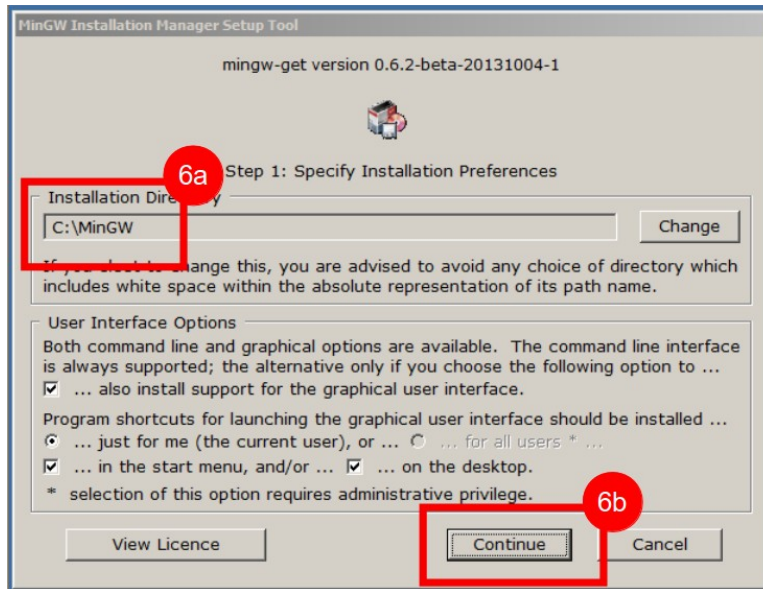 MinGW Installation Manager Setup Tool
mingw-get version 0.6.2-beta-20131004-1
6a
Step 1: Specify Installation Preferences
Installation Directory
C:\MinGW
Change
If you elect to change this, you are advised to avoid any choice of directory which
includes white space within the absolute representation of its path name.
User Interface Options
Both command line and graphical options are available. The command line interface
is always supported; the alternative only if you choose the following option to ...
... also install support for the graphical user interface.
Program shortcuts for launching the graphical user interface should be installed ...
... just for me (the current user), or ... ... for all users * ...
... in the start menu, and/or ... ... on the desktop.
* selection of this option requires administrative privilege.
6b
View Licence Continue Cancel